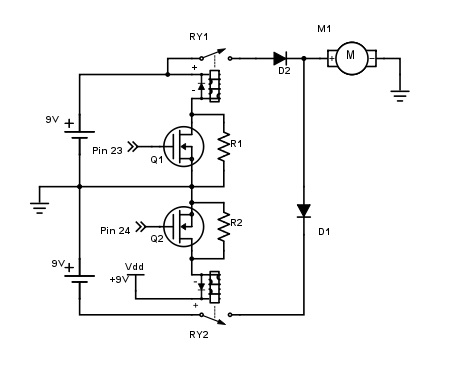 M1
RY1
+ M -
+
-
D2
9V +
Pin 23
Q1
R1
Pin 24
Q2
R2
D1
9V +
Vdd
+9V
-
+
RY2